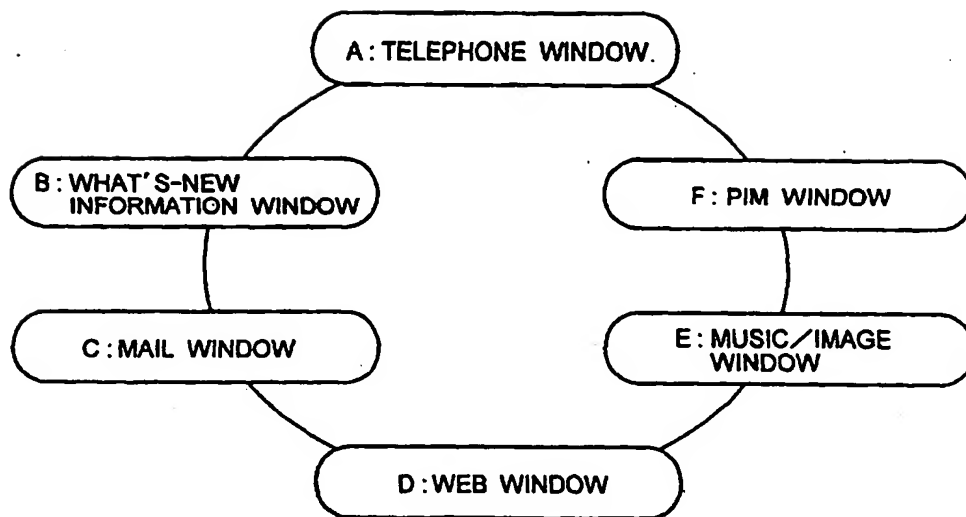 A : TELEPHONE WINDOW.
B : WHAT'S-NEW
INFORMATION WINDOW
F : PIM WINDOW
C : MAIL WINDOW
E : MUSIC／IMAGE
WINDOW
D : WEB WINDOW